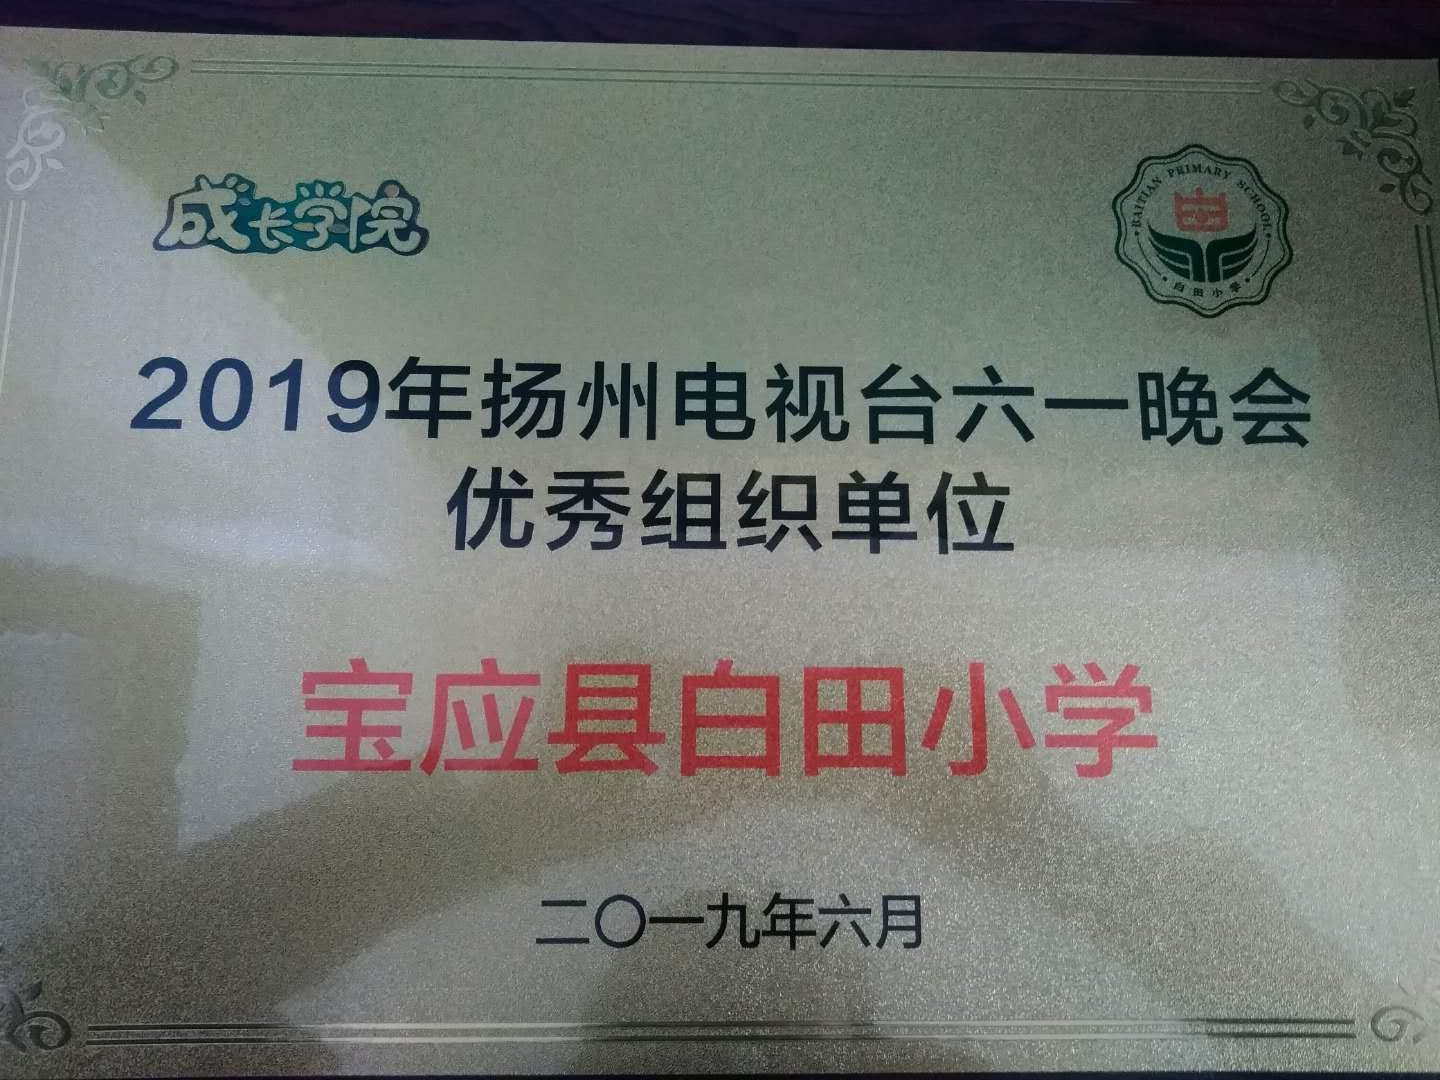 成长学院
BAITIAN PRIMARY SCHOOL
白田小学
2019年扬州电视台六一晚会
优秀组织单位
宝应县白田小学
二〇一九年六月